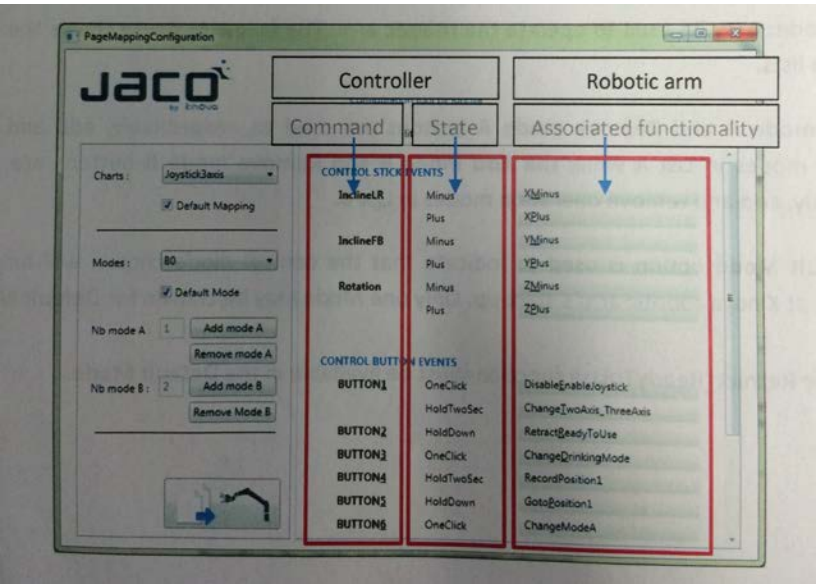 PageMappingConfiguration
Jaco
by Kinova
Controller
Robotic arm
Command
State
Associated functionality
Charts :
Joystick3axis
Default Mapping
Modes :
B0
Default Mode
Nb mode A
1
Add mode A
Remove mode A
Nb mode B :
2
Add mode B
Remove Mode B
CONTROL STICK EVENTS
InclineLR Minus XMinus
Plus XPlus
InclineFB Minus YMinus
Plus YPlus
Rotation Minus ZMinus
Plus ZPlus
CONTROL BUTTON EVENTS
BUTTON1 OneClick DisableEnableJoystick
HoldTwoSec ChangeTwoAxis_ThreeAxis
BUTTON2 HoldDown RetractReadyToUse
BUTTON3 OneClick ChangeDrinkingMode
BUTTON4 HoldTwoSec RecordPosition1
BUTTON5 HoldDown GotoPosition1
BUTTON6 OneClick ChangeModeA